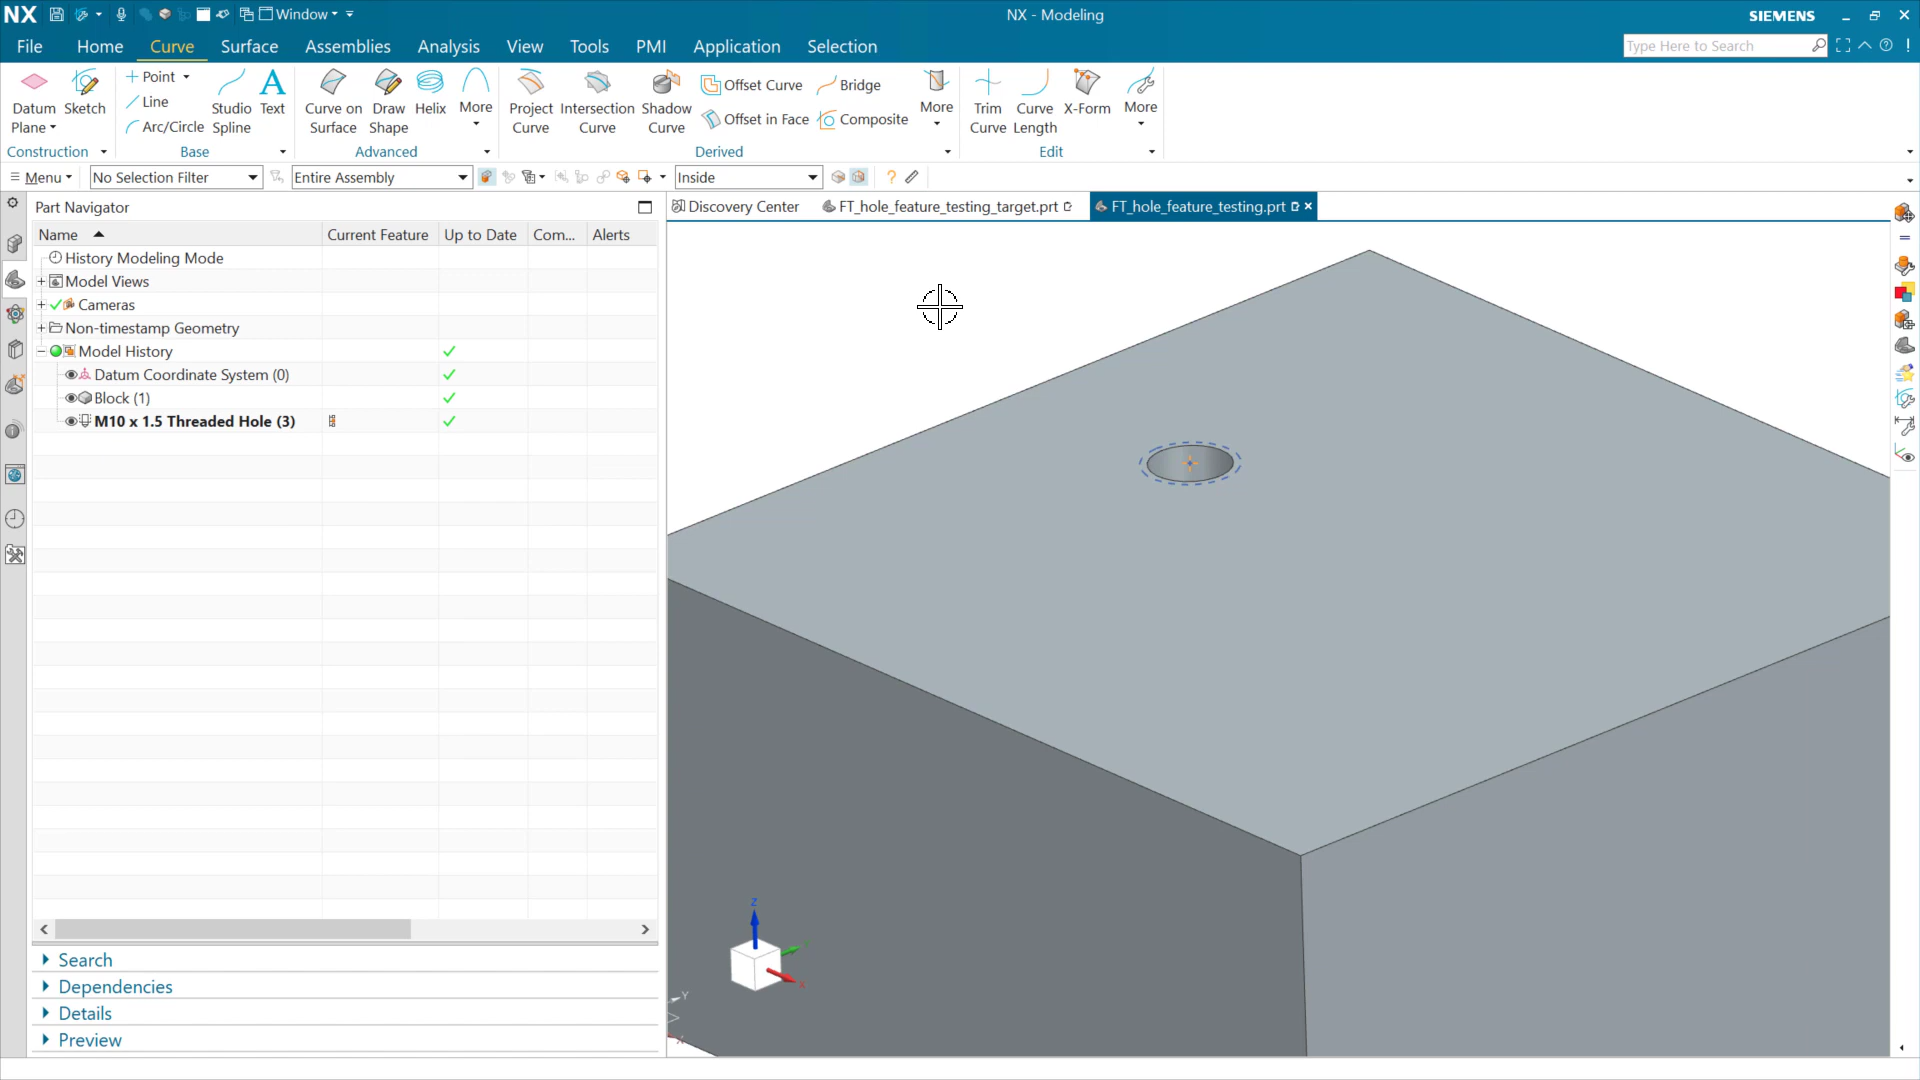 NX Window NX - Modeling SIEMENS
File Home Curve Surface Assemblies Analysis View Tools PMI Application Selection Type Here to Search
Datum Plane
Sketch
Construction
Point
Line
Arc/Circle
Studio Spline
Text
Base
Curve on Surface
Draw Shape
Helix
More
Advanced
Project Curve
Intersection Curve
Shadow Curve
Offset Curve
Offset in Face
Bridge
Composite
More
Derived
Trim Curve
Curve Length
X-Form
More
Edit
Menu No Selection Filter Entire Assembly Inside
Part Navigator
Discovery Center FT_hole_feature_testing_target.prt FT_hole_feature_testing.prt
Name Current Feature Up to Date Com... Alerts
History Modeling Mode
Model Views
Cameras
Non-timestamp Geometry
Model History
Datum Coordinate System (0)
Block (1)
M10 x 1.5 Threaded Hole (3)
Search
Dependencies
Details
Preview
Z
X
Y